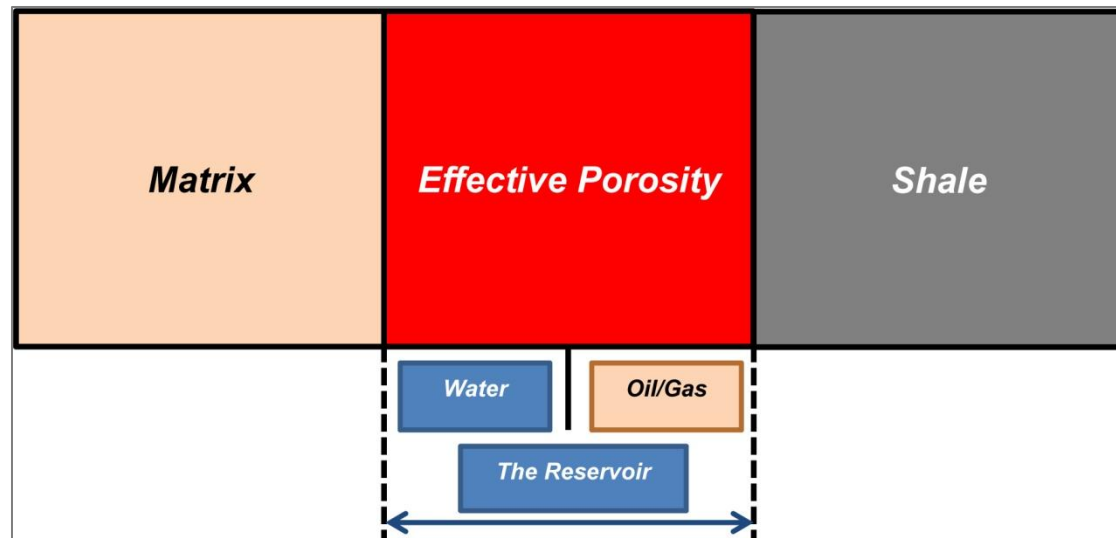 Matrix
Effective Porosity
Shale
Water
Oil/Gas
The Reservoir